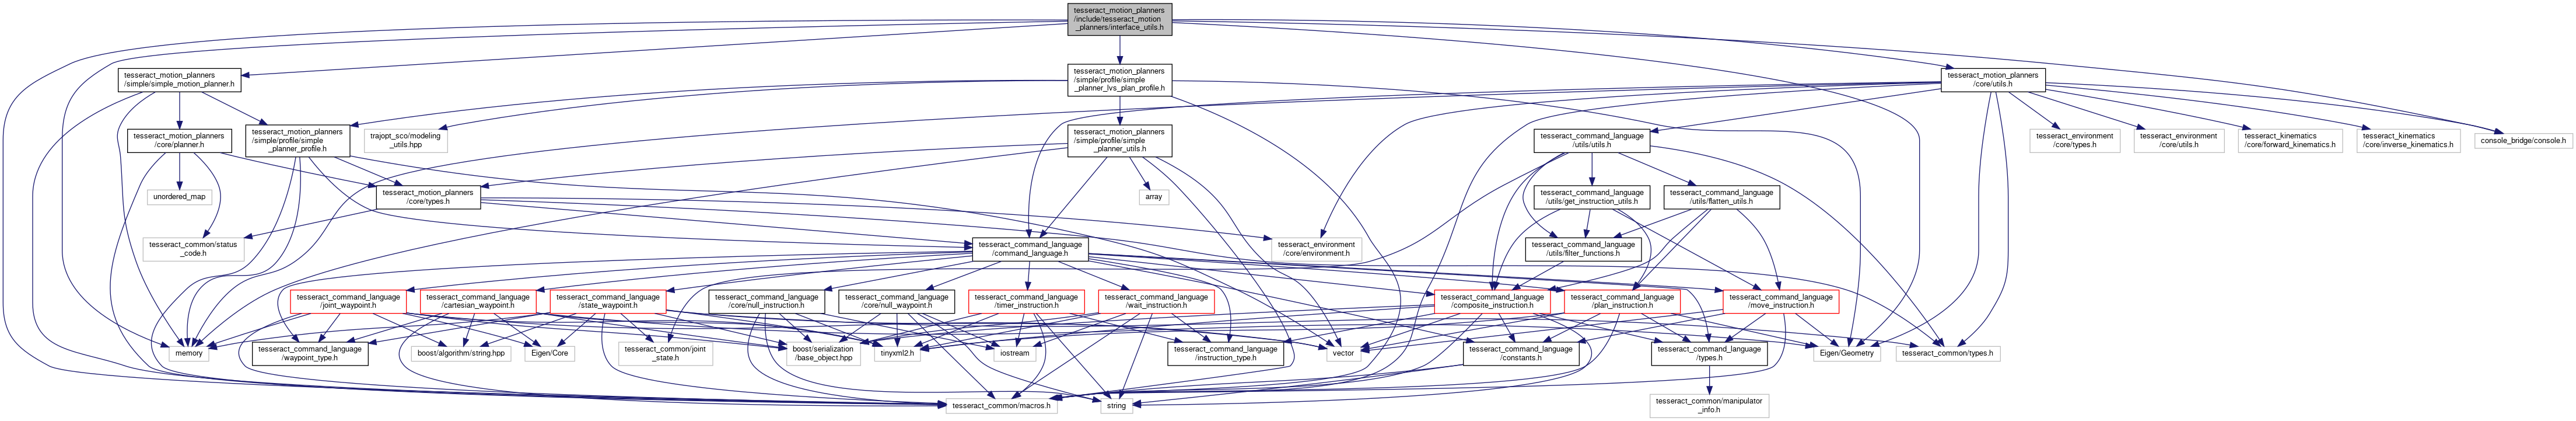 tesseract_motion_planners
/include/tesseract_motion
_planners/interface_utils.h
tesseract_motion_planners
/simple/simple_motion_planner.h
tesseract_motion_planners
/simple/profile/simple
_planner_lvs_plan_profile.h
tesseract_motion_planners
/core/utils.h
tesseract_motion_planners
/core/planner.h
tesseract_motion_planners
/simple/profile/simple
_planner_profile.h
trajopt_sco/modeling
_utils.hpp
tesseract_motion_planners
/simple/profile/simple
_planner_utils.h
tesseract_command_language
/utils/utils.h
tesseract_environment
/core/types.h
tesseract_environment
/core/utils.h
tesseract_kinematics
/core/forward_kinematics.h
tesseract_kinematics
/core/inverse_kinematics.h
console_bridge/console.h
unordered_map
tesseract_motion_planners
/core/types.h
array
tesseract_command_language
/utils/get_instruction_utils.h
tesseract_command_language
/utils/flatten_utils.h
tesseract_common/status
_code.h
tesseract_command_language
/command_language.h
tesseract_environment
/core/environment.h
tesseract_command_language
/utils/filter_functions.h
tesseract_command_language
/joint_waypoint.h
tesseract_command_language
/cartesian_waypoint.h
tesseract_command_language
/state_waypoint.h
tesseract_command_language
/core/null_instruction.h
tesseract_command_language
/core/null_waypoint.h
tesseract_command_language
/timer_instruction.h
tesseract_command_language
/wait_instruction.h
tesseract_command_language
/composite_instruction.h
tesseract_command_language
/plan_instruction.h
tesseract_command_language
/move_instruction.h
memory
tesseract_command_language
/waypoint_type.h
boost/algorithm/string.hpp
Eigen/Core
tesseract_common/joint
_state.h
boost/serialization
/base_object.hpp
tinyxml2.h
iostream
tesseract_command_language
/instruction_type.h
vector
tesseract_command_language
/constants.h
tesseract_command_language
/types.h
Eigen/Geometry
tesseract_common/types.h
tesseract_common/macros.h
string
tesseract_common/manipulator
_info.h